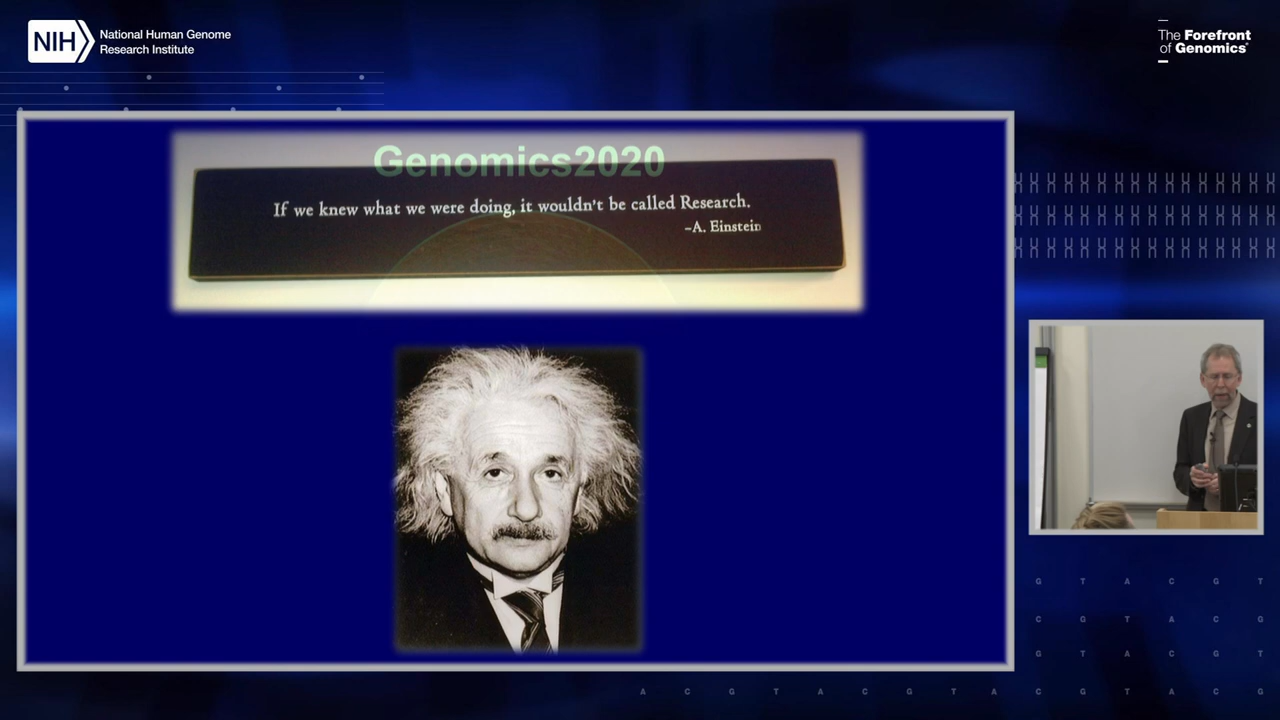 NIH
National Human Genome
Research Institute
The Forefront
of Genomics®
Genomics2020
If we knew what we were doing, it wouldn't be called Research.
–A. Einstein
G T A C G T
C G T A C G
G T A C G T
A C G T A C G T A C G T A C G